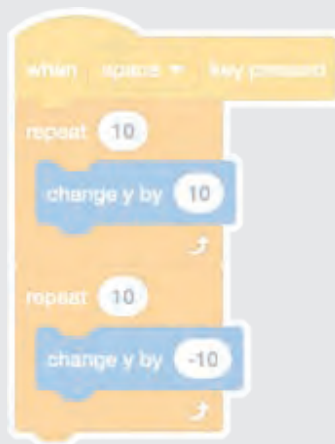 when space key pressed
repeat 10
change y by 10
repeat 10
change y by -10